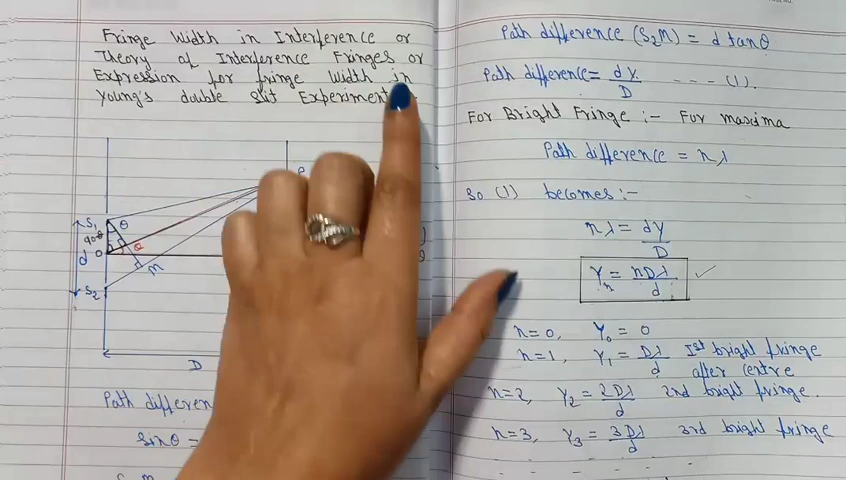 Fringe Width in Interference or
Theory of Interference Fringes or
Expression for fringe width in
Young's double slit Experiment
S₁
θ
90-θ
θ
d
O
M
S₂
P
D
Path differen
sinθ =
Path difference (S₂M) = d tanθ
Path difference = dy/D --- (1).
For Bright Fringe :- For maxima
Path difference = nλ
so (1) becomes :-
nλ = dy/D
Yₙ = nDλ/d ✓
n=0, Y₀ = 0
n=1, Y₁ = Dλ/d Ist bright fringe
after centre
n=2, Y₂ = 2Dλ/d 2nd bright fringe.
n=3, Y₃ = 3Dλ/d 3rd bright fringe